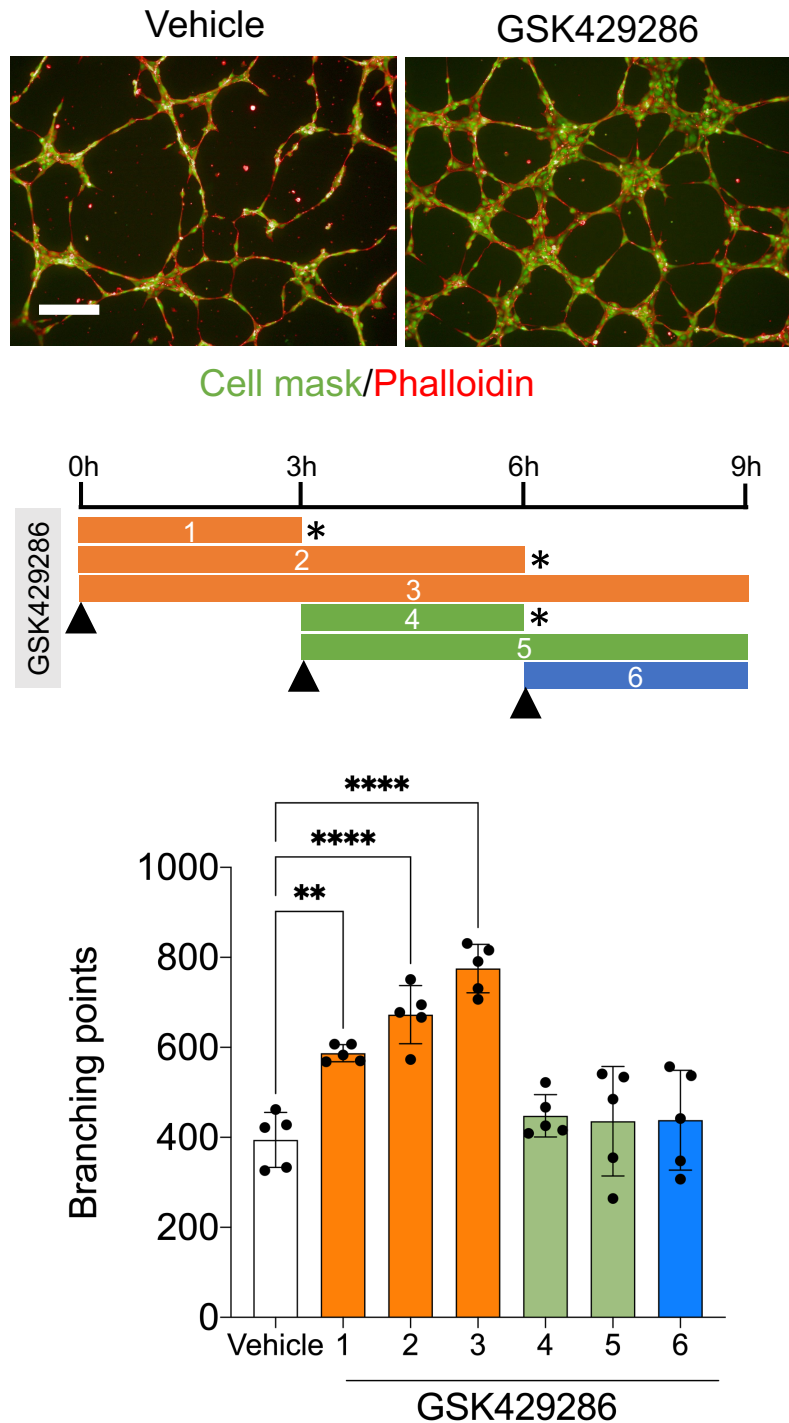 Vehicle GSK429286
Cell mask/Phalloidin
0h 3h 6h 9h
GSK429286
1 *
2 *
3
4 *
5
6
****
****
**
1000
800
600
400
200
0
Branching points
Vehicle 1 2 3 4 5 6
GSK429286